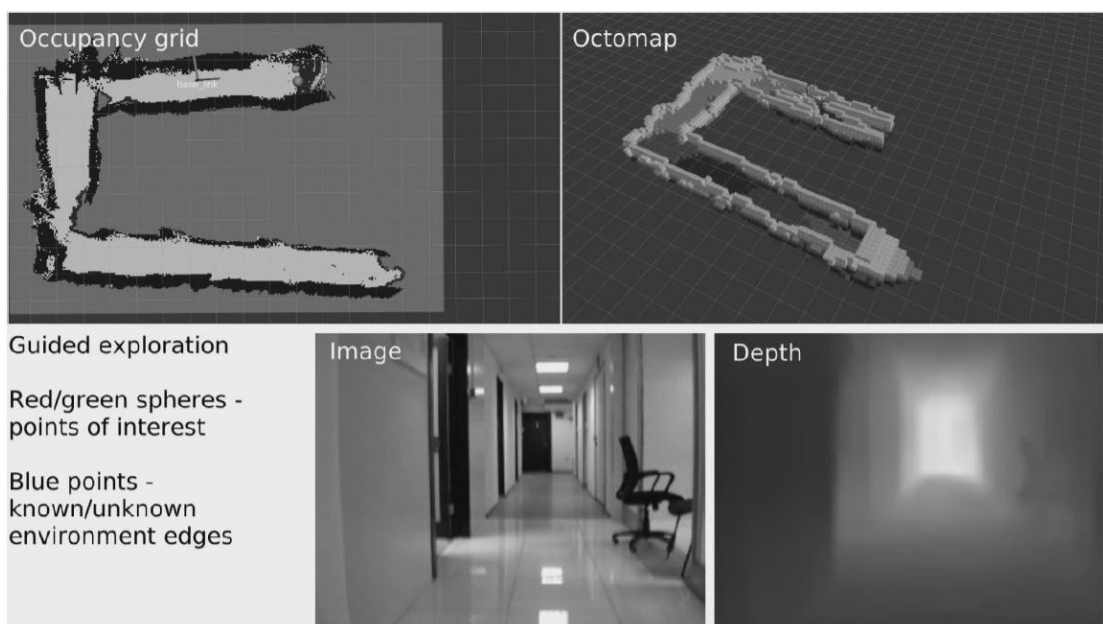 Occupancy grid
base_link
Octomap
Guided exploration
Red/green spheres -
points of interest
Blue points -
known/unknown
environment edges
Image
Depth